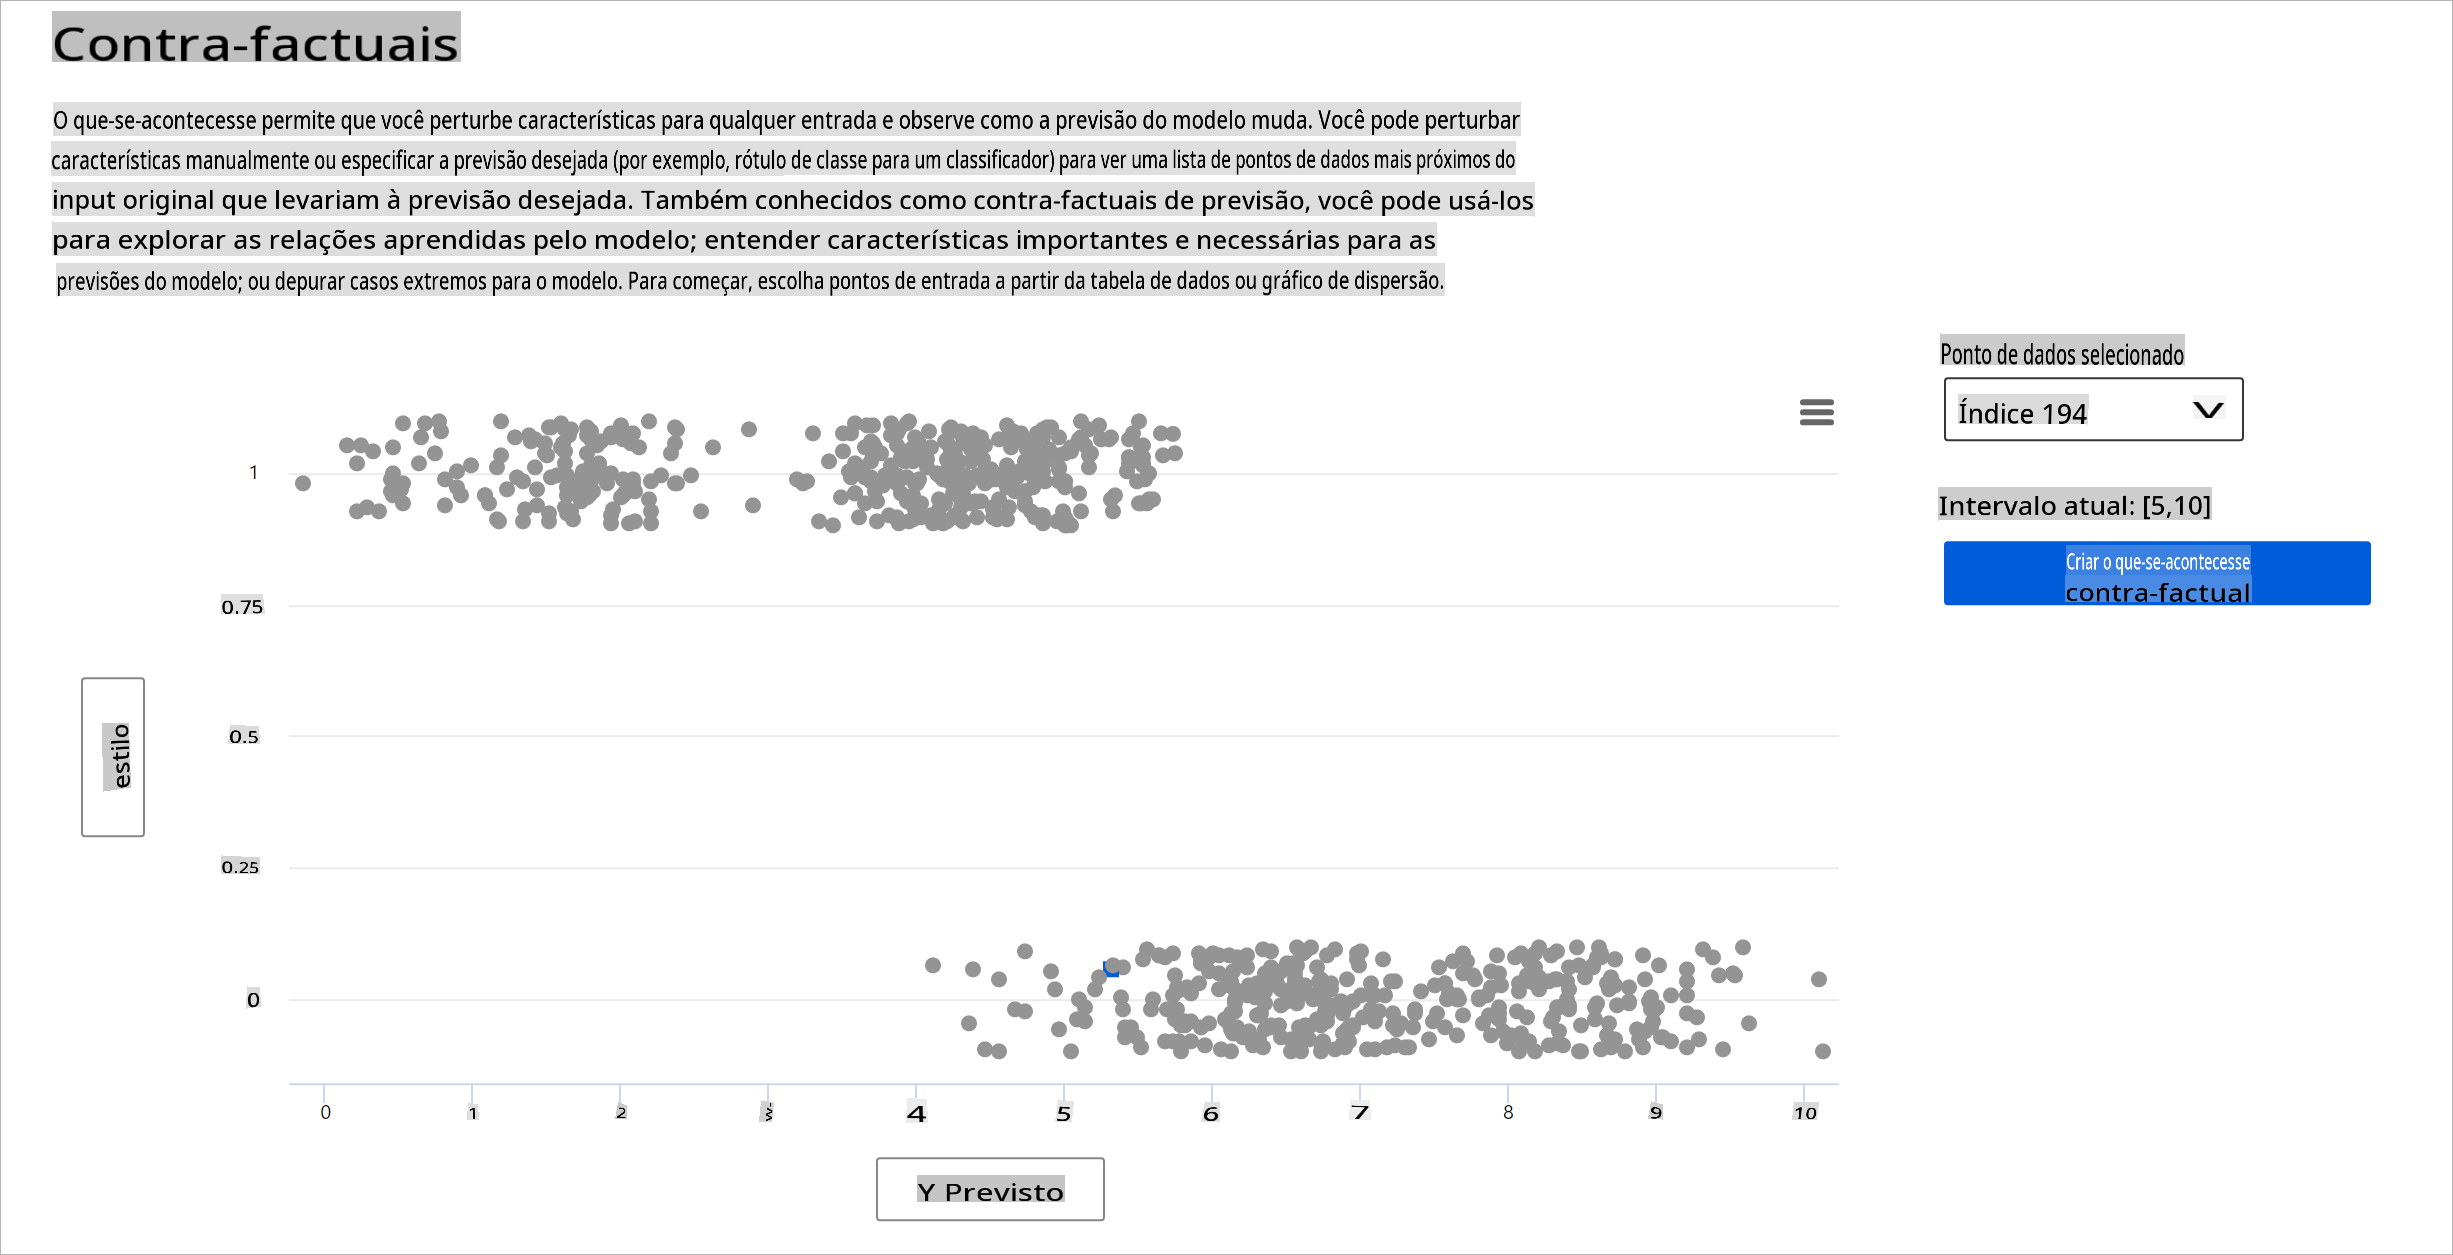 Contra-factuais
O que-se-acontecesse permite que você perturbe características para qualquer entrada e observe como a previsão do modelo muda. Você pode perturbar
características manualmente ou especificar a previsão desejada (por exemplo, rótulo de classe para um classificador) para ver uma lista de pontos de dados mais próximos do
input original que levariam à previsão desejada. Também conhecidos como contra-factuais de previsão, você pode usá-los
para explorar as relações aprendidas pelo modelo; entender características importantes e necessárias para as
previsões do modelo; ou depurar casos extremos para o modelo. Para começar, escolha pontos de entrada a partir da tabela de dados ou gráfico de dispersão.
Ponto de dados selecionado
Índice 194
Intervalo atual: [5,10]
Criar o que-se-acontecesse
contra-factual
1
0.75
0.5
0.25
0
estilo
0 1 2 3 4 5 6 7 8 9 10
Y Previsto